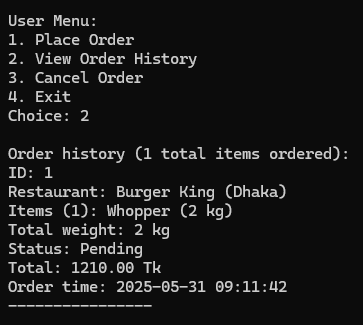 User Menu:
1. Place Order
2. View Order History
3. Cancel Order
4. Exit
Choice: 2
Order history (1 total items ordered):
ID: 1
Restaurant: Burger King (Dhaka)
Items (1): Whopper (2 kg)
Total weight: 2 kg
Status: Pending
Total: 1210.00 Tk
Order time: 2025-05-31 09:11:42
----------------